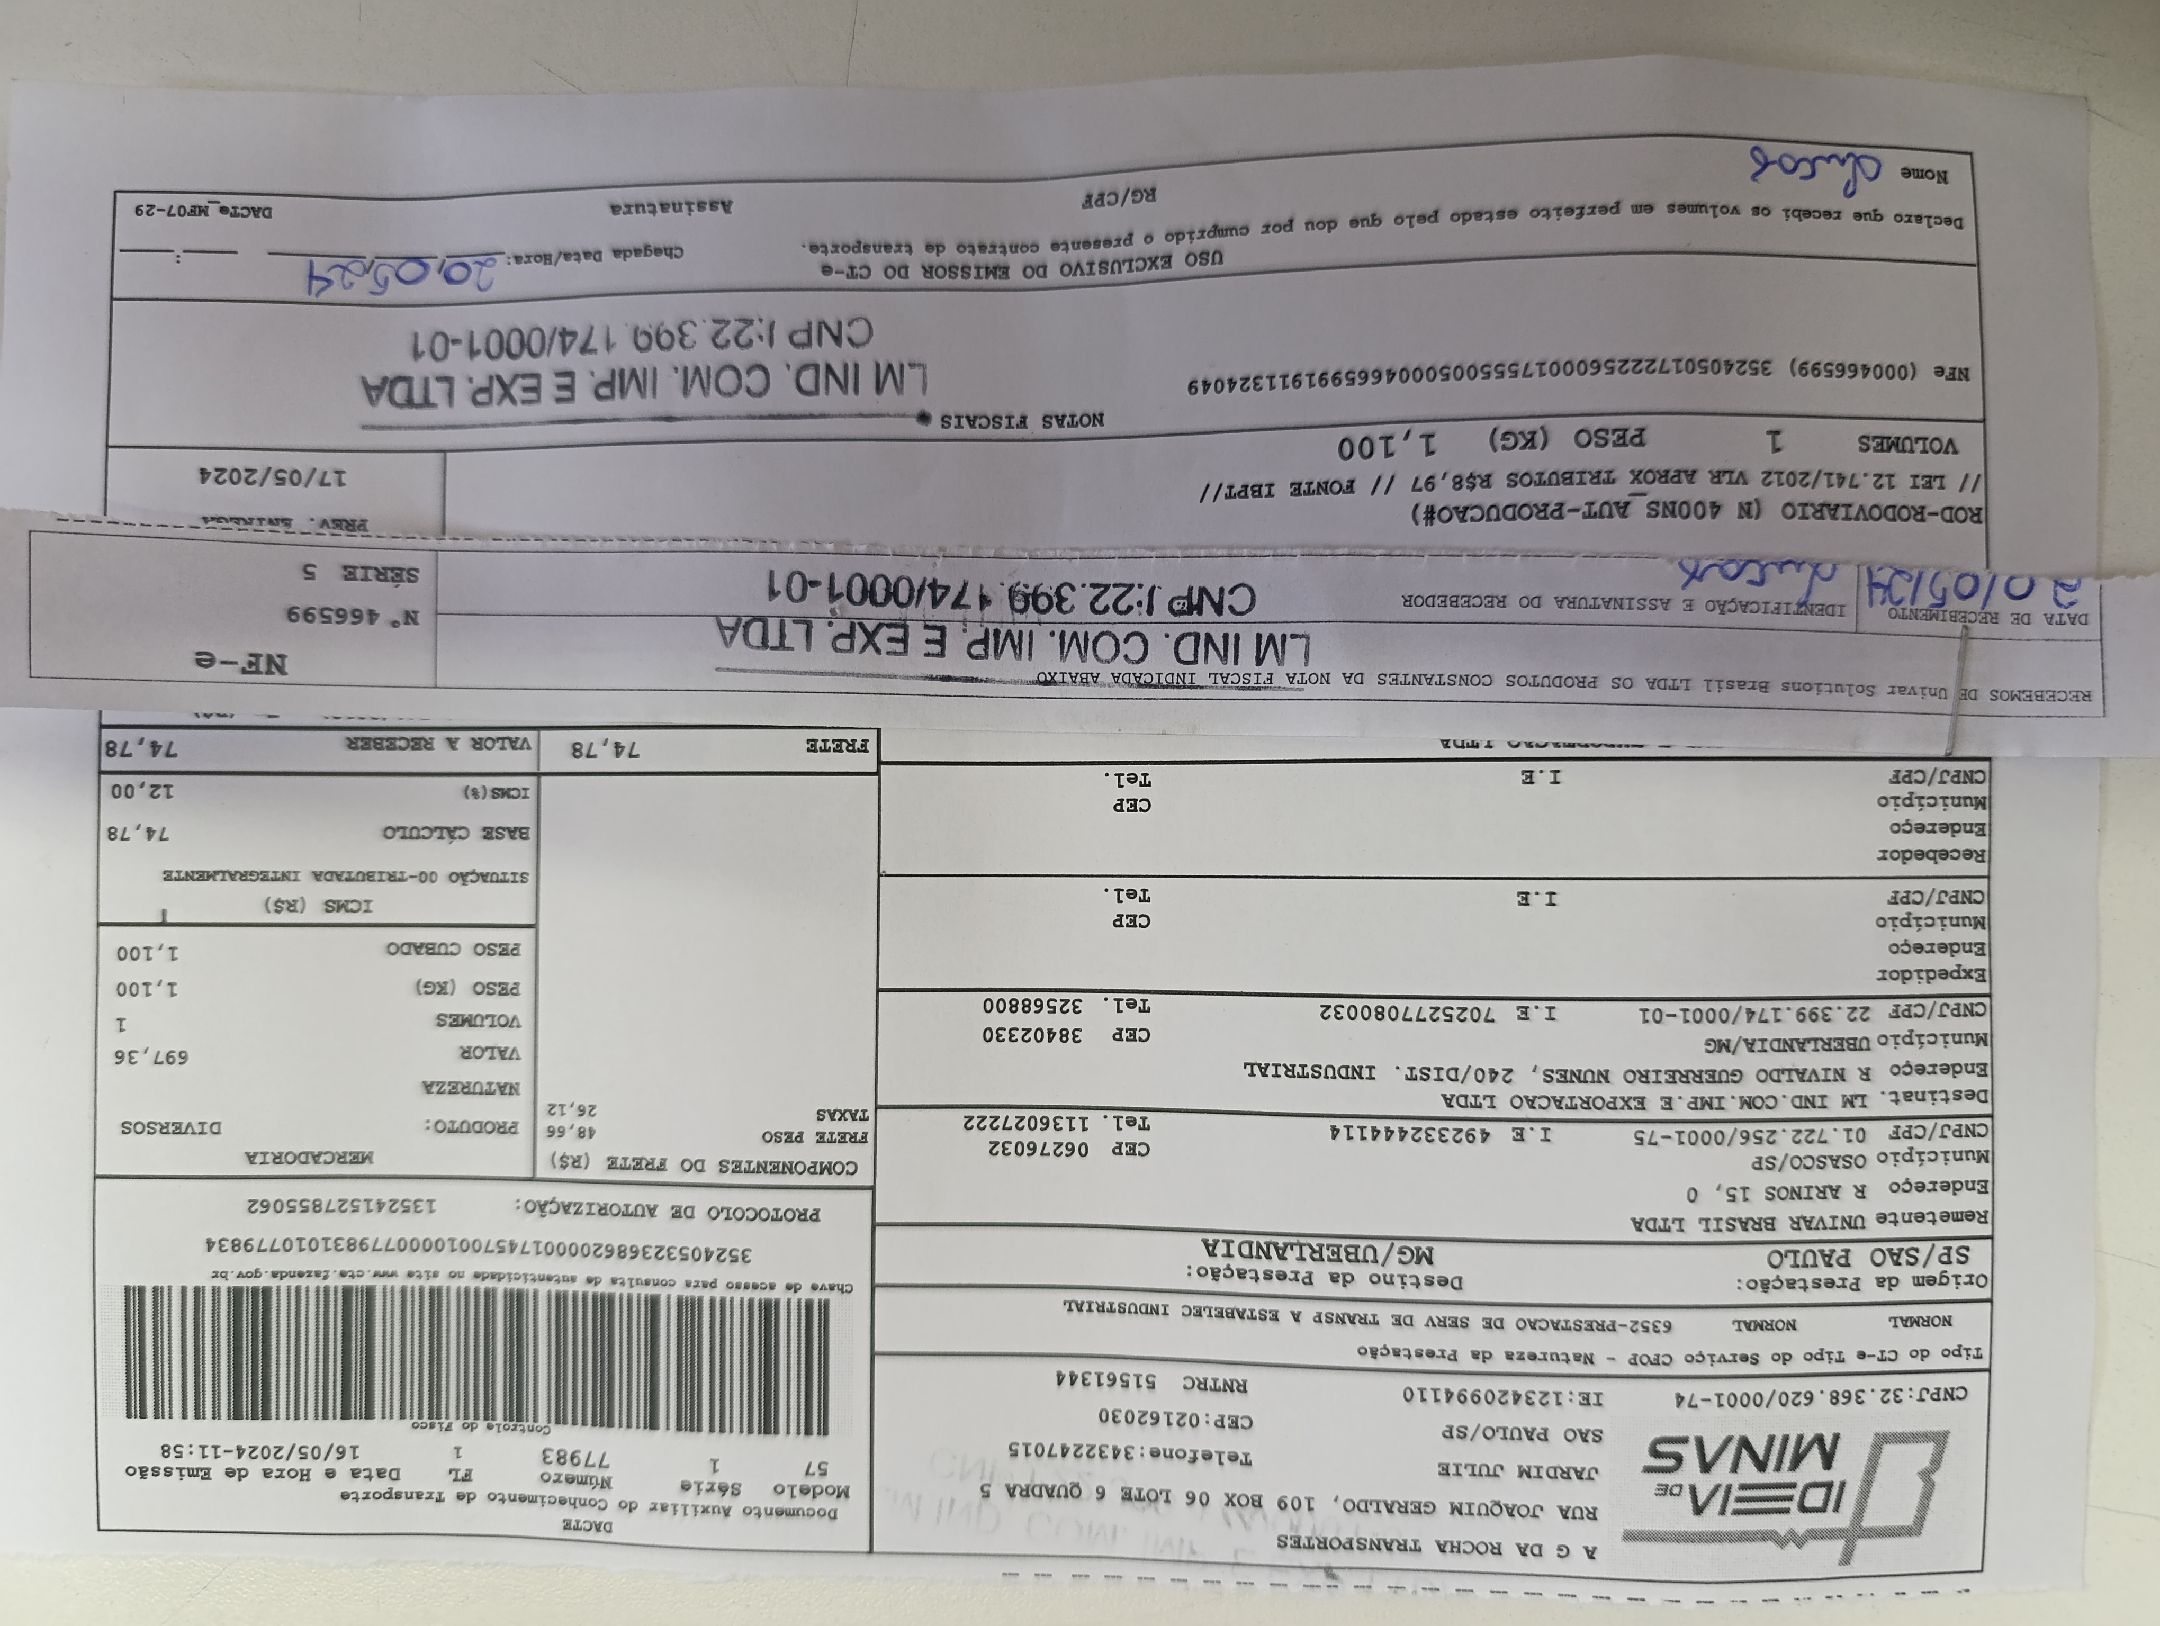 IDEIA DE
MINAS
A G DA ROCHA TRANSPORTES
RUA JOAQUIM GERALDO, 109 BOX 06 LOTE 6 QUADRA 5
JARDIM JULIE
SAO PAULO/SP
Telefone:3432247015
CEP:02162030
CNPJ:32.368.620/0001-74 IE:123420994110 RNTRC 51561344
DACTE
Documento Auxiliar do Conhecimento de Transporte
Modelo Série Número FL Data e Hora de Emissão
57 1 77983 1 16/05/2024-11:58
Controle do Fisco
Chave de acesso para consulta de autenticidade no site www.cte.fazenda.gov.br
35240532368620000174570010000779831010779834
PROTOCOLO DE AUTORIZAÇÃO: 135241527855062
Tipo do CT-e Tipo do Serviço CFOP - Natureza da Prestação
NORMAL NORMAL 6352-PRESTACAO DE SERV DE TRANSP A ESTABELEC INDUSTRIAL
Origem da Prestação: Destino da Prestação:
SP/SAO PAULO MG/UBERLANDIA
Remetente UNIVAR BRASIL LTDA
Endereço R ARINOS 15, 0
Município OSASCO/SP CEP 06276032
CNPJ/CPF 01.722.256/0001-75 I.E 492332444114 Tel. 1136027222
Destinat. LM IND.COM.IMP.E EXPORTACAO LTDA
Endereço R NIVALDO GUERREIRO NUNES, 240/DIST. INDUSTRIAL
Município UBERLANDIA/MG CEP 38402330
CNPJ/CPF 22.399.174/0001-01 I.E 7025277080032 Tel. 32568800
Expedidor
Endereço
Município CEP
CNPJ/CPF I.E Tel.
Recebedor
Endereço
Município CEP
CNPJ/CPF I.E Tel.
COMPONENTES DO FRETE (R$)
FRETE PESO 48,66
TAXAS 26,12
FRETE 74,78
MERCADORIA
PRODUTO: DIVERSOS
NATUREZA
VALOR 697,36
VOLUMES 1
PESO (KG) 1,100
PESO CUBADO 1,100
ICMS (R$)
SITUAÇÃO 00-TRIBUTADA INTEGRALMENTE
BASE CÁLCULO 74,78
ICMS(%) 12,00
VALOR A RECEBER 74,78
RECEBEMOS DE Univar Solutions Brasil LTDA OS PRODUTOS CONSTANTES DA NOTA FISCAL INDICADA ABAIXO
LM IND. COM. IMP. E EXP. LTDA
CNPJ:22.399.174/0001-01
DATA DE RECEBIMENTO IDENTIFICAÇÃO E ASSINATURA DO RECEBEDOR
20/05/24 Lucas
NF-e
Nº 466599
SÉRIE 5
PREV. ENTREGA
17/05/2024
ROD-RODOVIARIO (N 400NS_AUT-PRODUCAO#)
// LEI 12.741/2012 VLR APROX TRIBUTOS R$8,97 // FONTE IBPT//
VOLUMES 1 PESO (KG) 1,100
NOTAS FISCAIS
NFe (000466599) 35240501722256000175550050004665991911324049
LM IND. COM. IMP. E EXP. LTDA
CNPJ:22.399.174/0001-01
USO EXCLUSIVO DO EMISSOR DO CT-e
Declaro que recebi os volumes em perfeito estado pelo que dou por cumprido o presente contrato de transporte.
Chegada Data/Hora: 20,05,24 :
Nome Lucas RG/CPF Assinatura DACTe_MF07-29